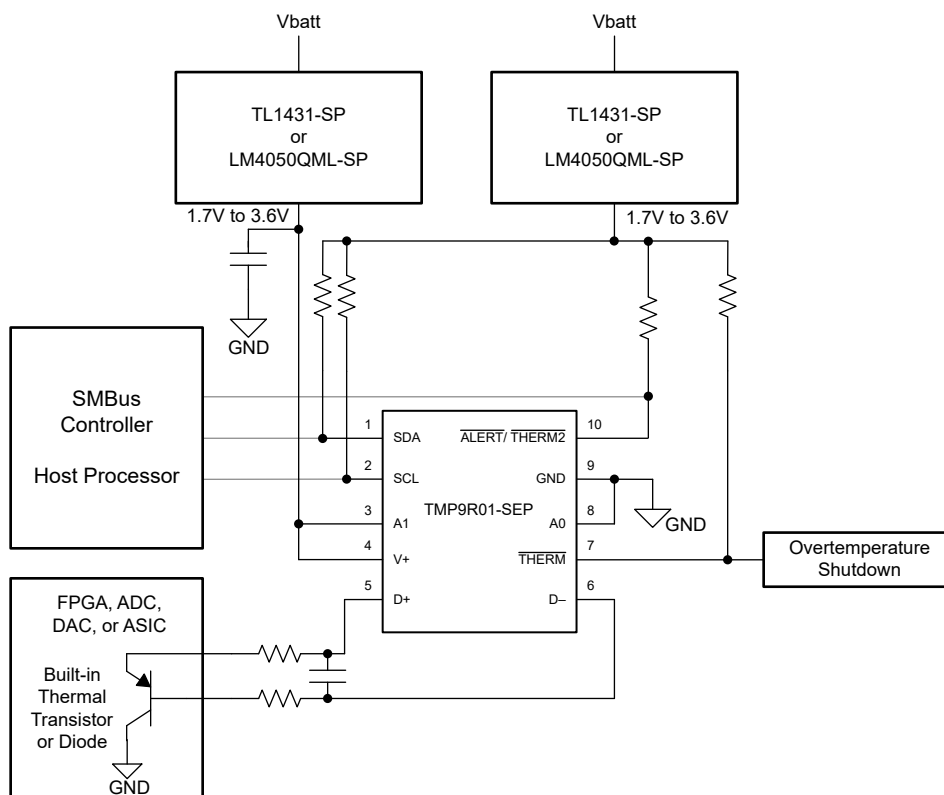 Vbatt
Vbatt
TL1431-SP
or
LM4050QML-SP
TL1431-SP
or
LM4050QML-SP
1.7V to 3.6V
1.7V to 3.6V
GND
SMBus
Controller
Host Processor
1
SDA
2
SCL
3
A1
4
V+
5
D+
TMP9R01-SEP
ALERT/ THERM2
10
GND
9
A0
8
THERM
7
D–
6
GND
Overtemperature
Shutdown
FPGA, ADC,
DAC, or ASIC
Built-in
Thermal
Transistor
or Diode
GND